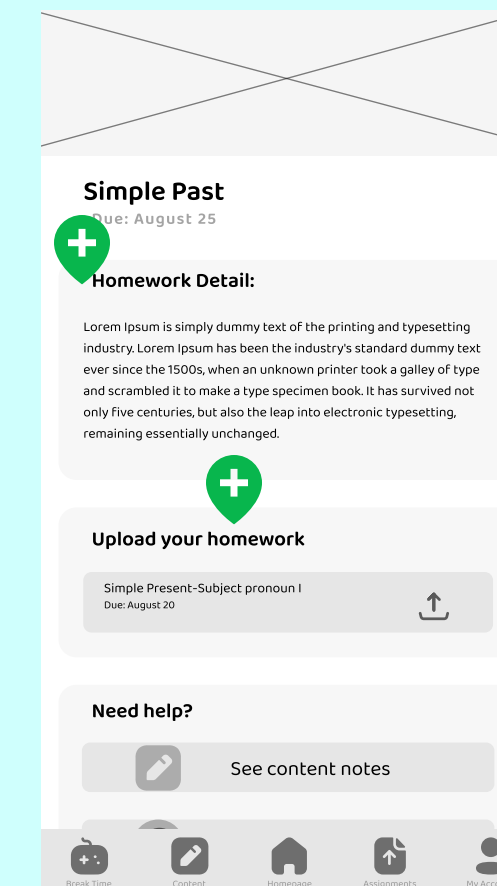 Simple Past
Due: August 25
Homework Detail:
Lorem Ipsum is simply dummy text of the printing and typesetting
industry. Lorem Ipsum has been the industry's standard dummy text
ever since the 1500s, when an unknown printer took a galley of type
and scrambled it to make a type specimen book. It has survived not
only five centuries, but also the leap into electronic typesetting,
remaining essentially unchanged.
Upload your homework
Simple Present-Subject pronoun I
Due: August 20
Need help?
See content notes
Break Time Content Homepage Assignments My Acc